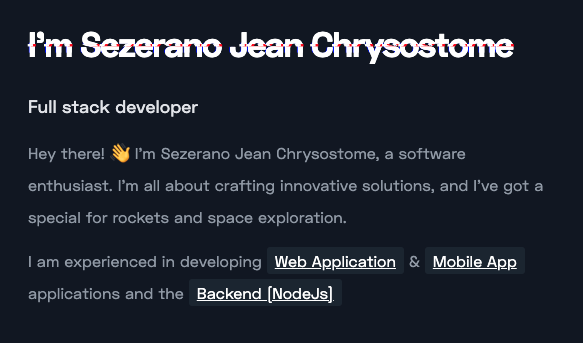 I'm Sezerano Jean Chrysostome
Full stack developer
Hey there! 👋 I'm Sezerano Jean Chrysostome, a software
enthusiast. I'm all about crafting innovative solutions, and I've got a
special for rockets and space exploration.
I am experienced in developing Web Application & Mobile App
applications and the Backend [NodeJs]